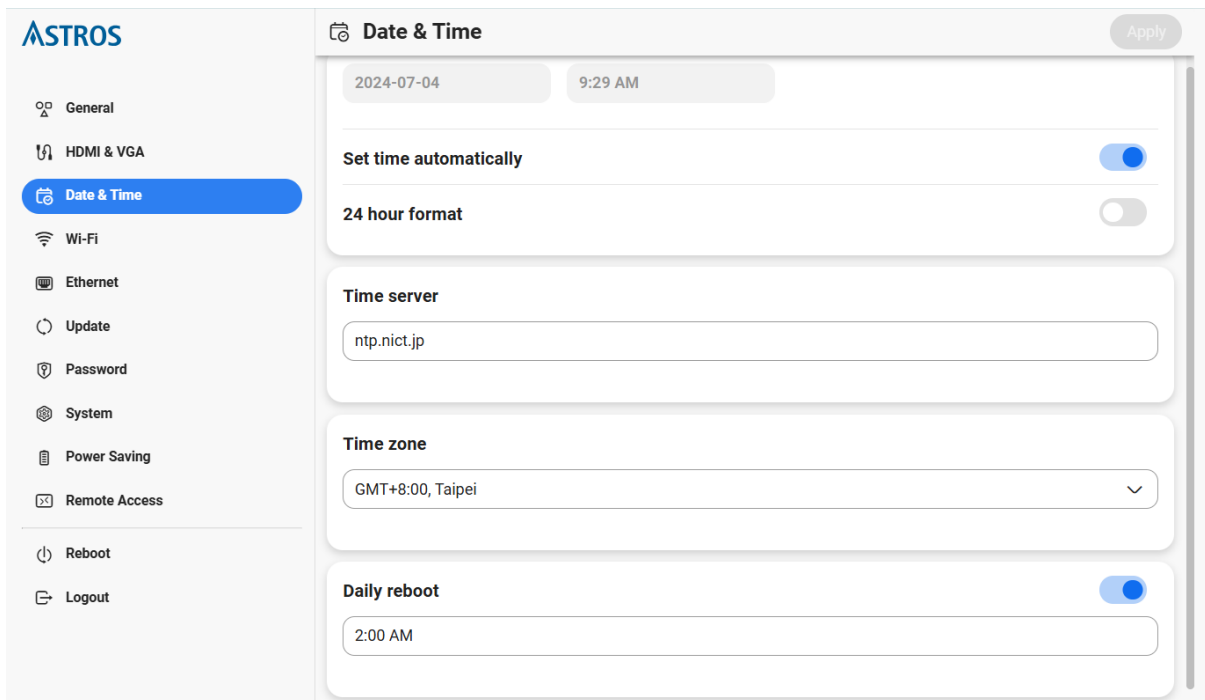 ASTROS
General
HDMI & VGA
Date & Time
Wi-Fi
Ethernet
Update
Password
System
Power Saving
Remote Access
Reboot
Logout
Date & Time
Apply
2024-07-04
9:29 AM
Set time automatically
24 hour format
Time server
ntp.nict.jp
Time zone
GMT+8:00, Taipei
Daily reboot
2:00 AM